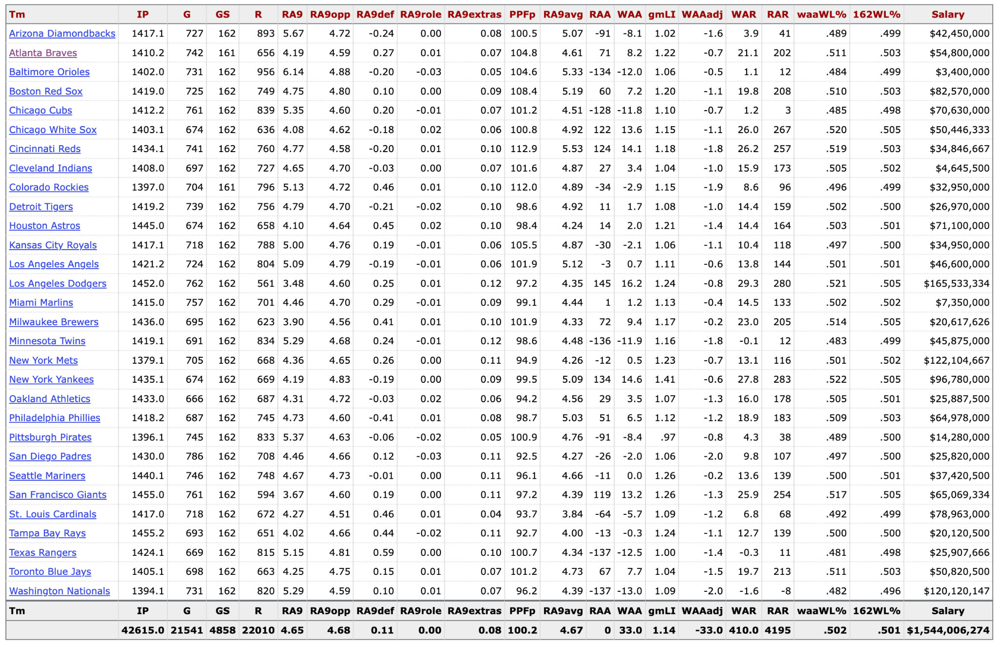 Tm IP G GS R RA9 RA9opp RA9def RA9role RA9extras PPFp RA9avg RAA WAA gmLI WAAadj WAR RAR waaWL% 162WL% Salary
Arizona Diamondbacks 1417.1 727 162 893 5.67 4.72 -0.24 0.00 0.08 100.5 5.07 -91 -8.1 1.02 -1.6 3.9 41 .489 .499 $42,450,000
Atlanta Braves 1410.2 742 161 656 4.19 4.59 0.27 0.01 0.07 104.8 4.61 71 8.2 1.22 -0.7 21.1 202 .511 .503 $54,800,000
Baltimore Orioles 1402.0 731 162 956 6.14 4.88 -0.20 -0.03 0.05 104.6 5.33 -134 -12.0 1.06 -0.5 1.1 12 .484 .499 $3,400,000
Boston Red Sox 1419.0 725 162 749 4.75 4.80 0.10 0.00 0.09 108.4 5.19 60 7.2 1.20 -1.1 19.8 208 .510 .503 $82,570,000
Chicago Cubs 1412.2 761 162 839 5.35 4.60 0.20 -0.01 0.07 101.2 4.51 -128 -11.8 1.10 -0.7 1.2 3 .485 .498 $70,630,000
Chicago White Sox 1403.1 674 162 636 4.08 4.62 -0.18 0.02 0.06 100.8 4.92 122 13.6 1.15 -1.1 26.0 267 .520 .505 $50,446,333
Cincinnati Reds 1434.1 741 162 760 4.77 4.58 -0.20 0.01 0.10 112.9 5.53 124 14.1 1.18 -1.8 26.2 257 .519 .503 $34,846,667
Cleveland Indians 1408.0 697 162 727 4.65 4.70 -0.03 0.00 0.07 101.6 4.87 27 3.4 1.04 -1.0 15.9 173 .505 .502 $4,645,500
Colorado Rockies 1397.0 704 161 796 5.13 4.72 0.46 0.01 0.10 112.0 4.89 -34 -2.9 1.15 -1.9 8.6 96 .496 .499 $32,950,000
Detroit Tigers 1419.2 739 162 756 4.79 4.70 -0.21 -0.02 0.10 98.6 4.92 11 1.7 1.08 -1.0 14.4 159 .502 .500 $26,970,000
Houston Astros 1445.0 674 162 658 4.10 4.64 0.45 0.02 0.10 98.4 4.24 14 2.0 1.21 -1.4 14.4 164 .503 .501 $71,100,000
Kansas City Royals 1417.1 718 162 788 5.00 4.76 0.19 -0.01 0.06 105.5 4.87 -30 -2.1 1.06 -1.1 10.4 118 .497 .500 $34,950,000
Los Angeles Angels 1421.2 724 162 804 5.09 4.79 -0.19 -0.01 0.06 101.9 5.12 -3 0.7 1.11 -0.6 13.8 144 .501 .501 $46,600,000
Los Angeles Dodgers 1452.0 762 162 561 3.48 4.60 0.25 0.01 0.12 97.2 4.35 145 16.2 1.24 -0.8 29.3 280 .521 .505 $165,533,334
Miami Marlins 1415.0 757 162 701 4.46 4.70 0.29 -0.01 0.09 99.1 4.44 1 1.2 1.13 -0.4 14.5 133 .502 .502 $7,350,000
Milwaukee Brewers 1436.0 695 162 623 3.90 4.56 0.41 0.01 0.10 101.9 4.33 72 9.4 1.17 -0.2 23.0 205 .514 .505 $20,617,626
Minnesota Twins 1419.1 691 162 834 5.29 4.68 0.24 -0.01 0.12 98.6 4.48 -136 -11.9 1.16 -1.8 -0.1 12 .483 .499 $45,875,000
New York Mets 1379.1 705 162 668 4.36 4.65 0.26 0.00 0.11 94.9 4.26 -12 0.5 1.23 -0.7 13.1 116 .501 .502 $122,104,667
New York Yankees 1435.1 674 162 669 4.19 4.83 -0.19 0.00 0.09 99.5 5.09 134 14.6 1.41 -0.6 27.8 283 .522 .505 $96,780,000
Oakland Athletics 1433.0 666 162 687 4.31 4.72 -0.03 0.02 0.06 94.2 4.56 29 3.5 1.07 -1.3 16.0 178 .505 .501 $25,887,500
Philadelphia Phillies 1418.2 687 162 745 4.73 4.60 -0.41 0.01 0.08 98.7 5.03 51 6.5 1.12 -1.2 18.9 183 .509 .503 $64,978,000
Pittsburgh Pirates 1396.1 745 162 833 5.37 4.63 -0.06 -0.02 0.05 100.9 4.76 -91 -8.4 .97 -0.8 4.3 38 .489 .500 $14,280,000
San Diego Padres 1430.0 786 162 708 4.46 4.66 0.12 -0.03 0.11 92.5 4.27 -26 -2.0 1.06 -2.0 9.8 107 .497 .500 $25,820,000
Seattle Mariners 1440.1 746 162 748 4.67 4.73 -0.01 0.00 0.11 96.1 4.66 -11 0.0 1.26 -0.2 13.6 139 .500 .501 $37,420,500
San Francisco Giants 1455.0 761 162 594 3.67 4.60 0.19 0.00 0.11 97.2 4.39 119 13.2 1.26 -1.3 25.9 254 .517 .505 $65,069,334
St. Louis Cardinals 1417.0 718 162 672 4.27 4.51 0.46 0.01 0.04 93.7 3.84 -64 -5.7 1.09 -1.2 6.8 68 .492 .499 $78,963,000
Tampa Bay Rays 1455.2 693 162 651 4.02 4.66 0.44 -0.02 0.11 92.7 4.00 -13 -0.3 1.24 -1.1 12.7 139 .500 .500 $20,120,500
Texas Rangers 1424.1 669 162 815 5.15 4.81 0.59 0.00 0.10 100.7 4.34 -137 -12.5 1.00 -1.4 -0.3 11 .481 .498 $25,907,666
Toronto Blue Jays 1405.1 698 162 663 4.25 4.75 0.15 0.01 0.07 101.2 4.73 67 7.7 1.04 -1.5 19.7 213 .511 .503 $50,820,500
Washington Nationals 1394.1 731 162 820 5.29 4.59 0.10 0.01 0.07 96.2 4.39 -137 -13.0 1.09 -2.0 -1.6 -8 .482 .496 $120,120,147
Tm IP G GS R RA9 RA9opp RA9def RA9role RA9extras PPFp RA9avg RAA WAA gmLI WAAadj WAR RAR waaWL% 162WL% Salary
42615.0 21541 4858 22010 4.65 4.68 0.11 0.00 0.08 100.2 4.67 0 33.0 1.14 -33.0 410.0 4195 .502 .501 $1,544,006,274